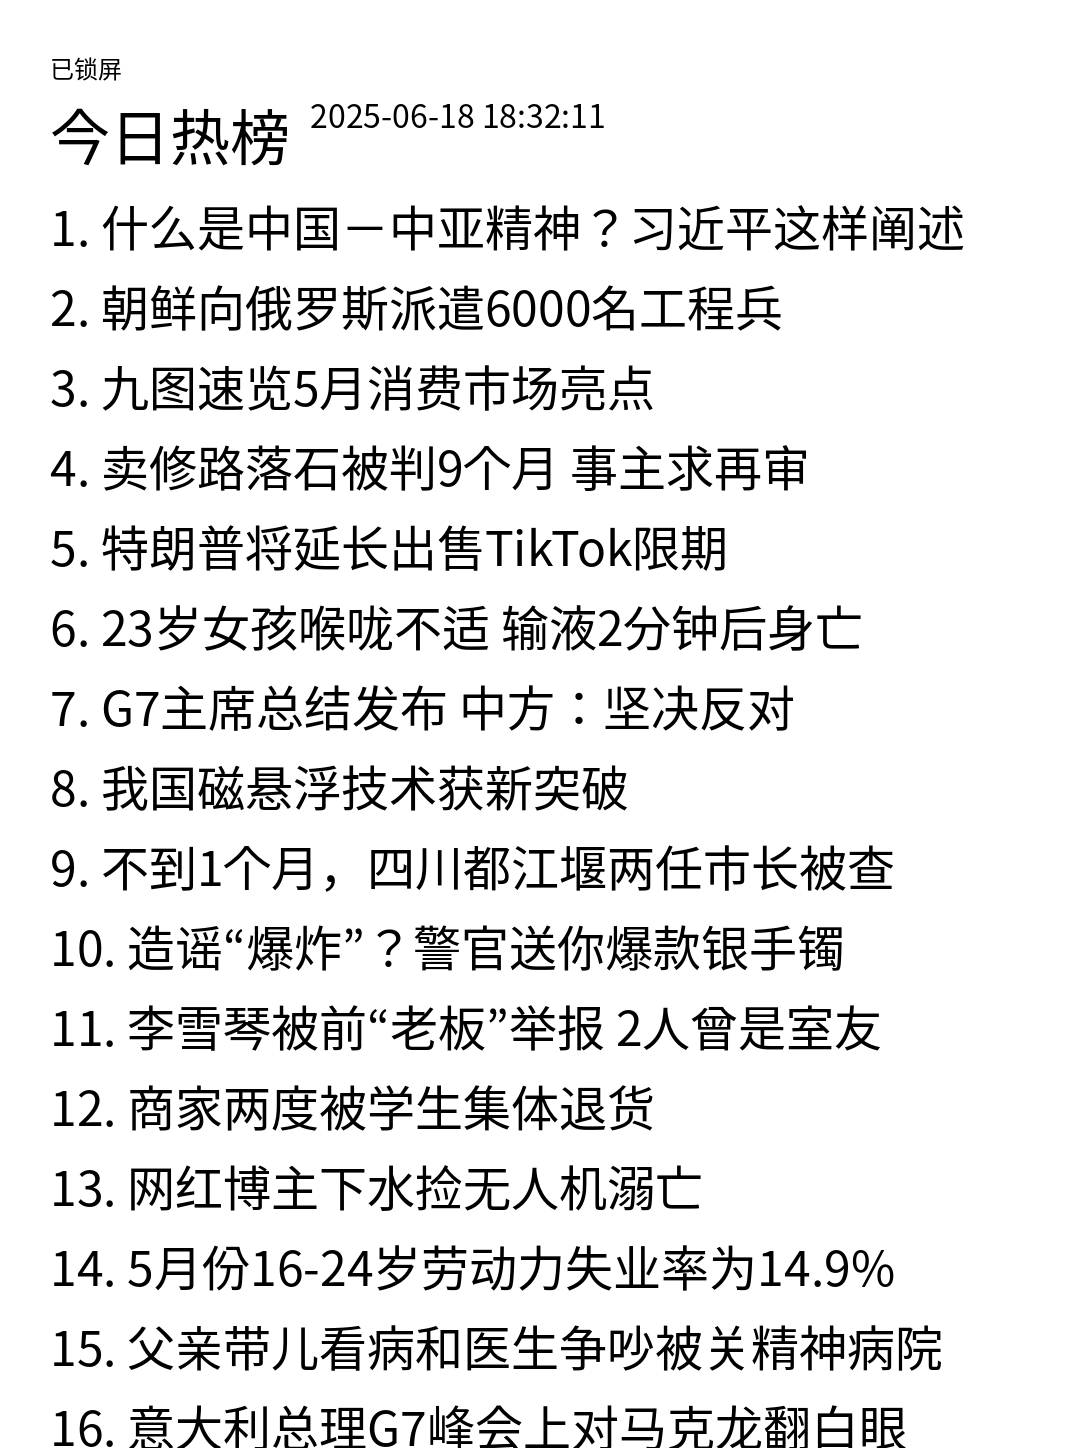 已锁屏
今日热榜 2025-06-18 18:32:11
1. 什么是中国－中亚精神？习近平这样阐述
2. 朝鲜向俄罗斯派遣6000名工程兵
3. 九图速览5月消费市场亮点
4. 卖修路落石被判9个月 事主求再审
5. 特朗普将延长出售TikTok限期
6. 23岁女孩喉咙不适 输液2分钟后身亡
7. G7主席总结发布 中方：坚决反对
8. 我国磁悬浮技术获新突破
9. 不到1个月，四川都江堰两任市长被查
10. 造谣“爆炸”？警官送你爆款银手镯
11. 李雪琴被前“老板”举报 2人曾是室友
12. 商家两度被学生集体退货
13. 网红博主下水捡无人机溺亡
14. 5月份16-24岁劳动力失业率为14.9%
15. 父亲带儿看病和医生争吵被关精神病院
16. 意大利总理G7峰会上对马克龙翻白眼